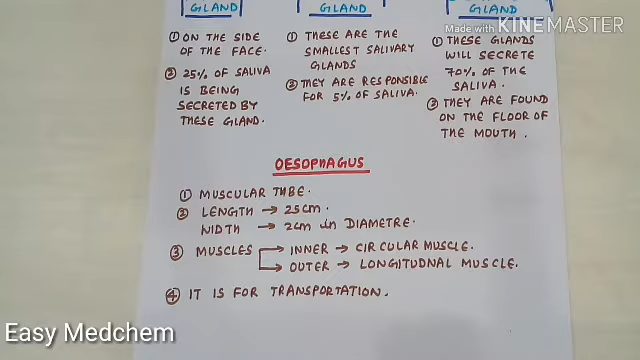 GLAND
GLAND
GLAND
Made with KINEMASTER
① ON THE SIDE
OF THE FACE.
② 25% OF SALIVA
IS BEING
SECRETED BY
THESE GLAND.
① THESE ARE THE
SMALLEST SALIVARY
GLANDS
② THEY ARE RESPONSIBLE
FOR 5% OF SALIVA.
① THESE GLANDS
WILL SECRETE
70% OF THE
SALIVA.
② THEY ARE FOUND
ON THE FLOOR OF
THE MOUTH.
OESOPHAGUS
① MUSCULAR TUBE.
② LENGTH → 25cm.
WIDTH → 2cm in DIAMETRE.
③ MUSCLES → INNER → CIRCULAR MUSCLE.
→ OUTER → LONGITUDNAL MUSCLE.
④ IT IS FOR TRANSPORTATION.
Easy Medchem